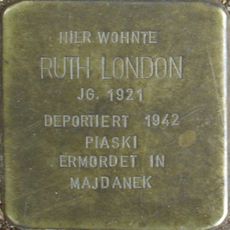 HIER WOHNTE
RUTH LONDON
JG. 1921
DEPORTIERT 1942
PIASKI
ERMORDET IN
MAJDANEK